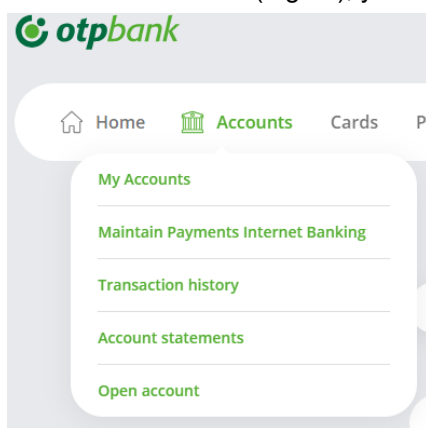 otpbank
Home Accounts Cards P
My Accounts
Maintain Payments Internet Banking
Transaction history
Account statements
Open account